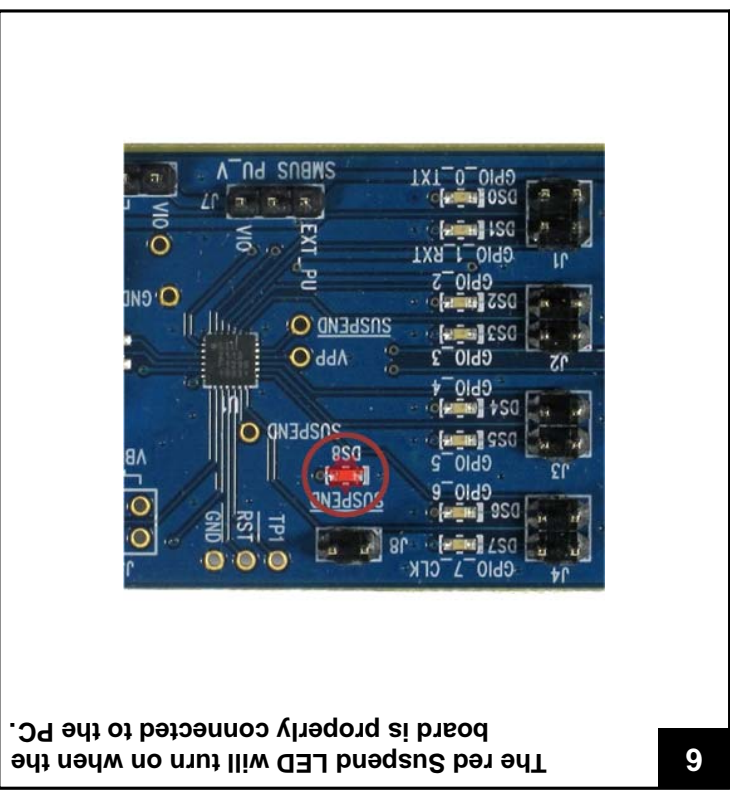 6
The red Suspend LED will turn on when the
board is properly connected to the PC.
J4
GPIO_7_CLK
DS7
DS6
GPIO_6
J8
SUSPEND
DS8
TP1
RST
GND
J3
GPIO_5
DS5
DS4
GPIO_4
SUSPEND
J2
GPIO_3
DS3
DS2
GPIO_2
VPP
SUSPEND
GND
J1
GPIO_1_RXT
DS1
DS0
GPIO_0_TXT
EXT_PU
VIO
J7
SMBUS PU_V
VIO